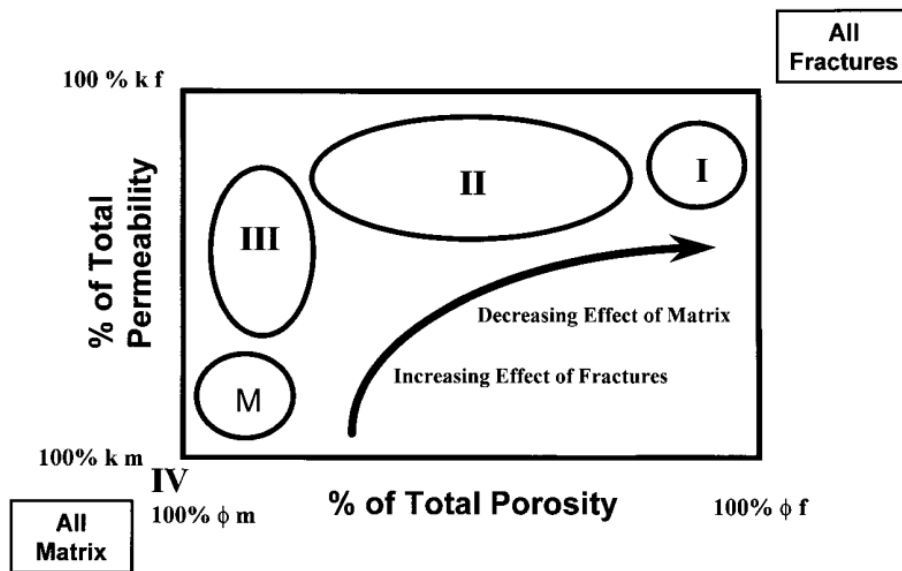 All
Fractures
100 % k f
% of Total
Permeability
I
II
III
Decreasing Effect of Matrix
Increasing Effect of Fractures
M
100% k m
IV
100% ϕ m
% of Total Porosity
100% ϕ f
All
Matrix